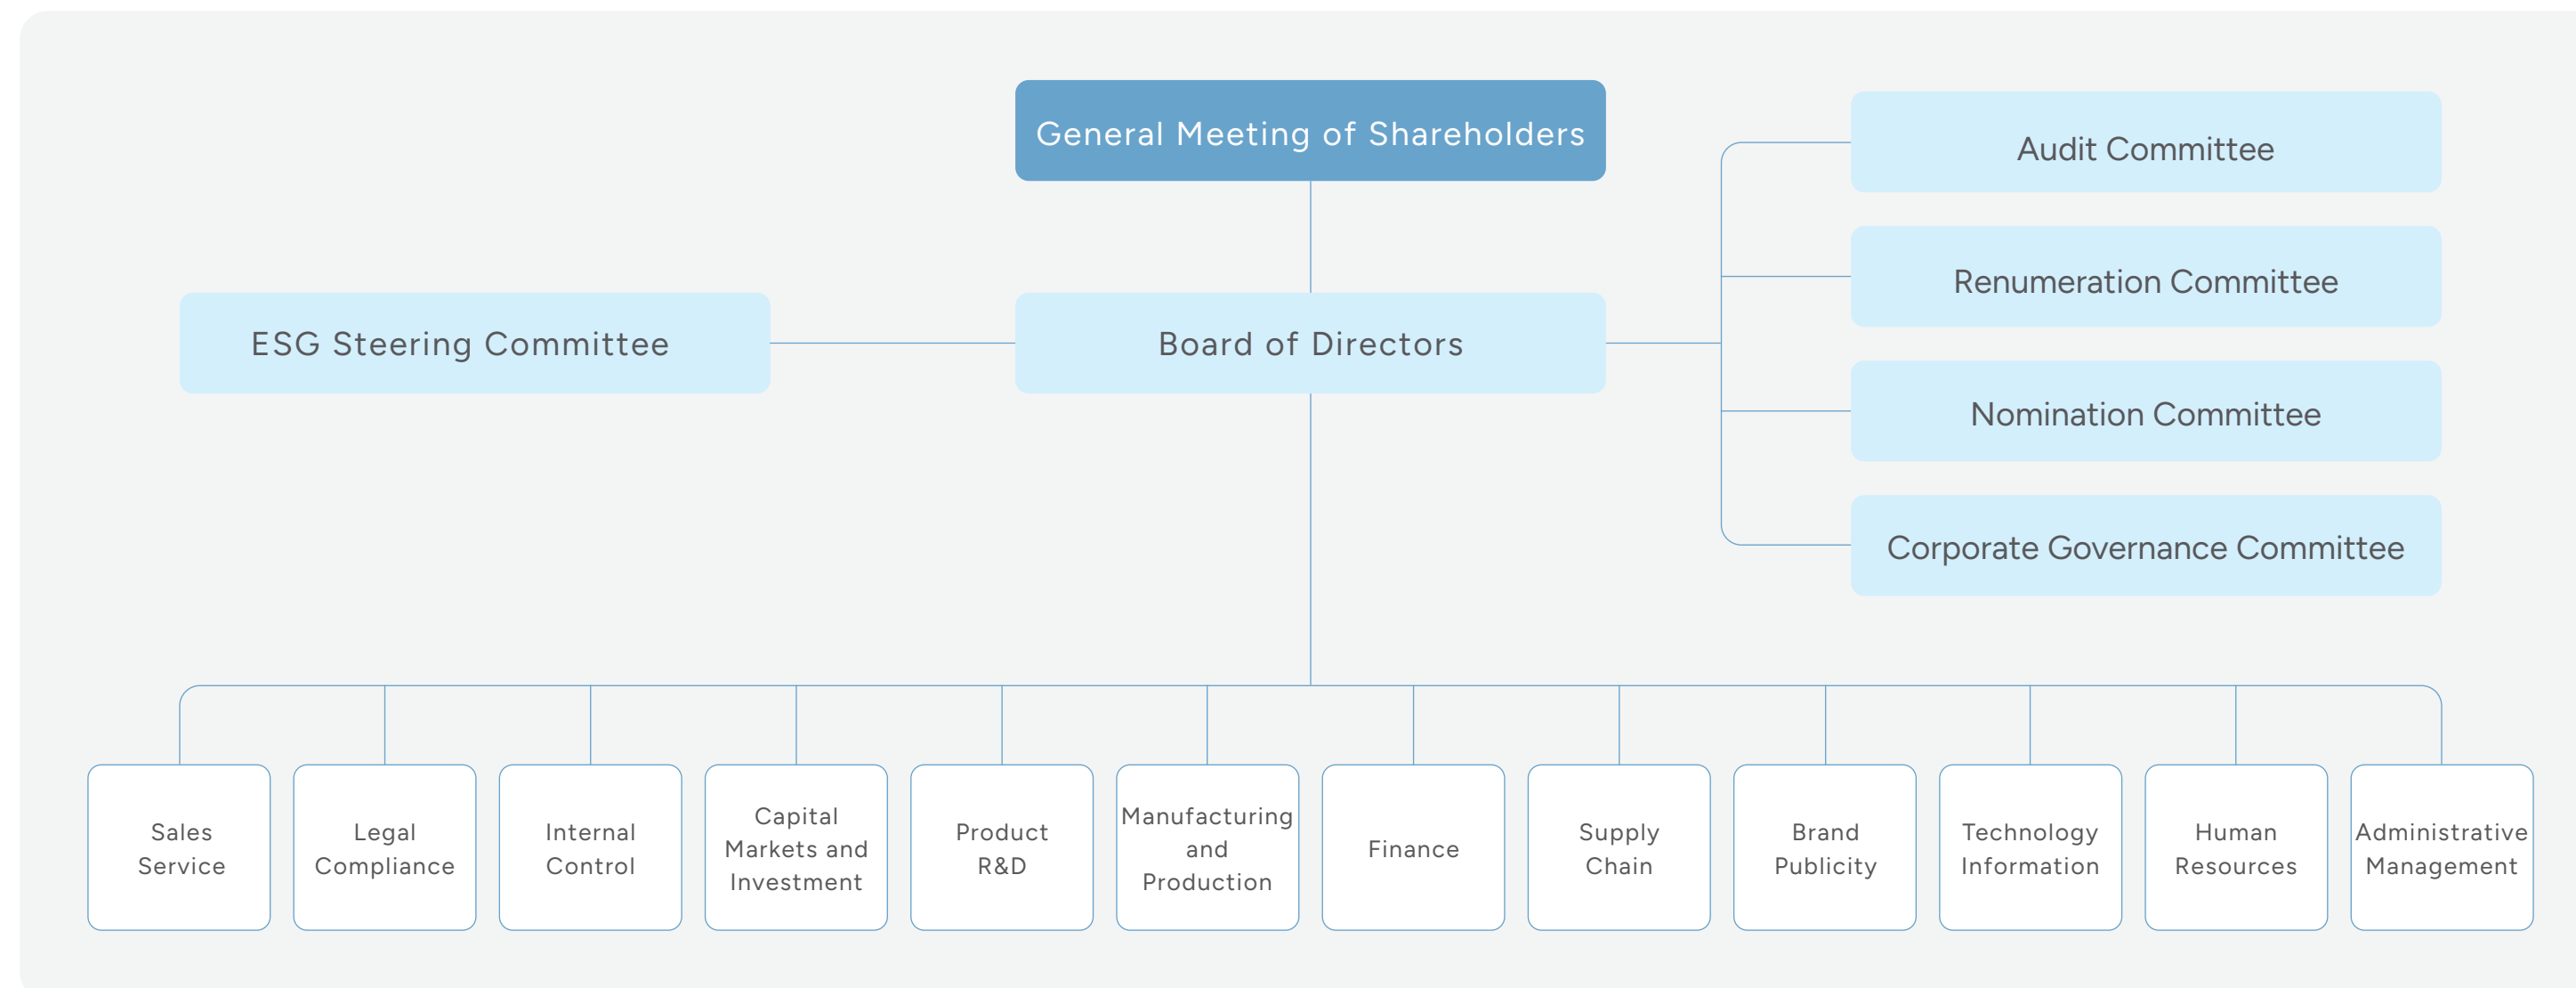 General Meeting of Shareholders
Audit Committee
Renumeration Committee
ESG Steering Committee
Board of Directors
Nomination Committee
Corporate Governance Committee
Sales
Service
Legal
Compliance
Internal
Control
Capital
Markets and
Investment
Product
R&D
Manufacturing
and
Production
Finance
Supply
Chain
Brand
Publicity
Technology
Information
Human
Resources
Administrative
Management